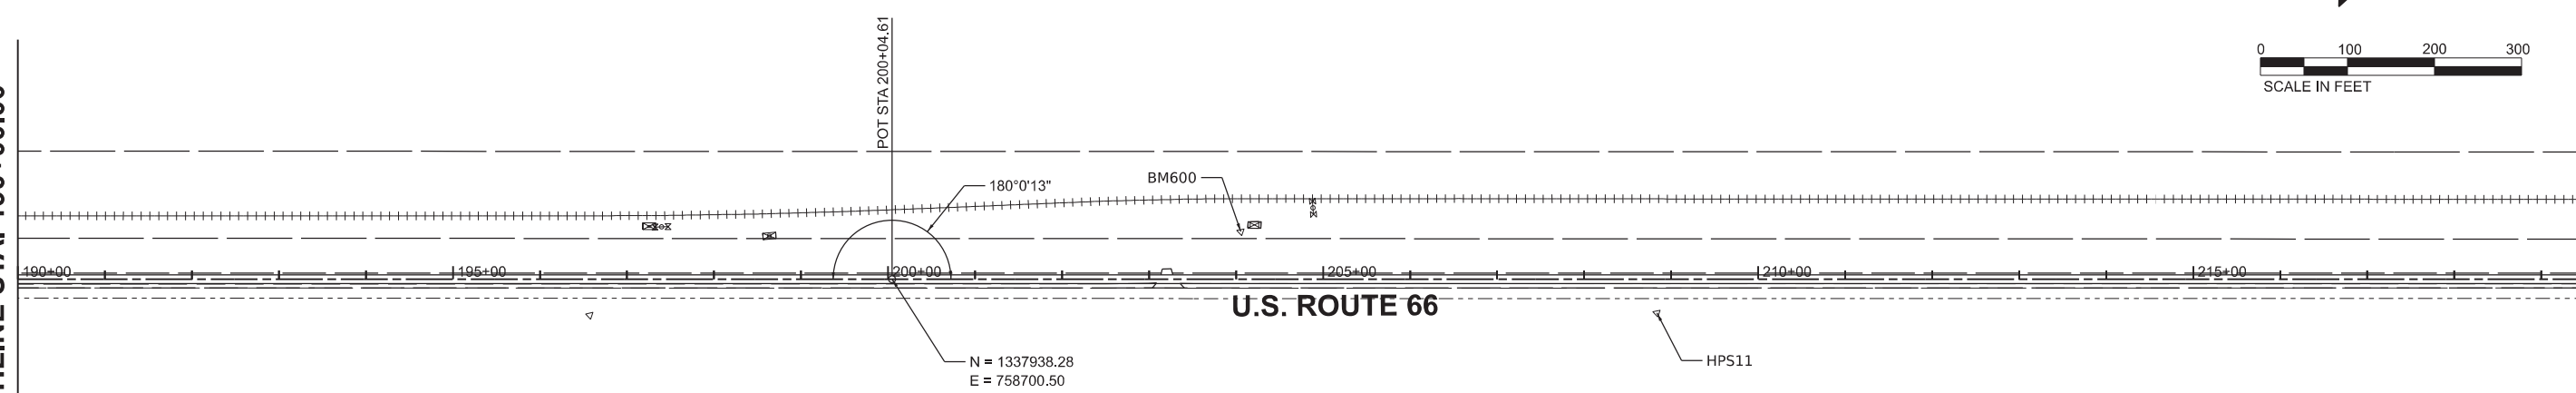 POT STA 200+04.61
0 100 200 300
SCALE IN FEET
180°0'13"
BM600
190+00 195+00 200+00 205+00 210+00 215+00
U.S. ROUTE 66
N = 1337938.28
E = 758700.50
HPS11